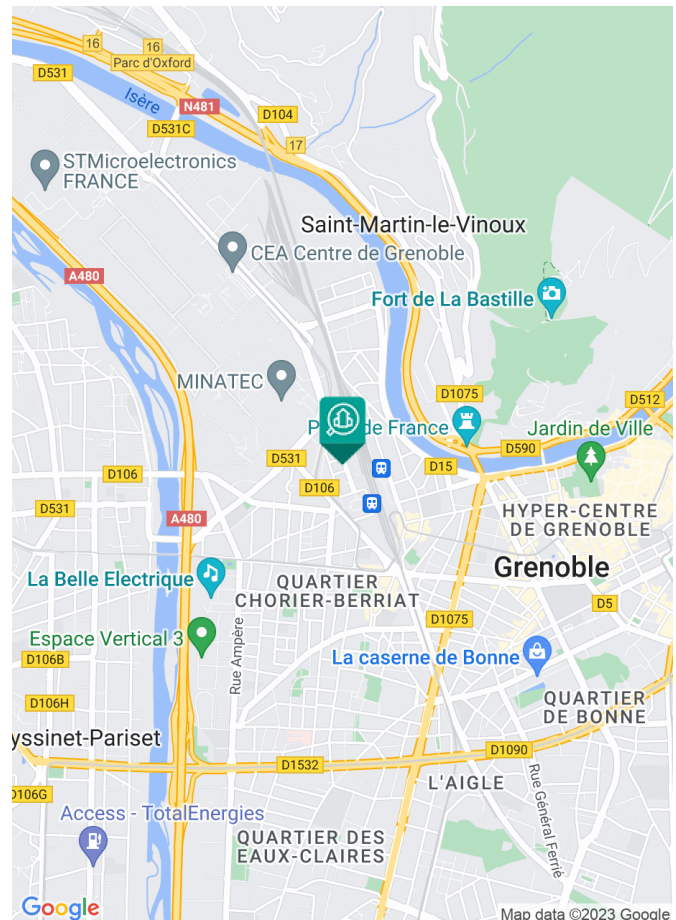 16
16
Parc d'Oxford
D531
Isère
N481
D104
D531C
17
STMicroelectronics
FRANCE
Saint-Martin-le-Vinoux
CEA Centre de Grenoble
A480
Fort de La Bastille
MINATEC
D1075
D512
P de France
Jardin de Ville
D590
D531
D15
D106
D106
D531
A480
HYPER-CENTRE
DE GRENOBLE
Grenoble
La Belle Electrique
QUARTIER
CHORIER-BERRIAT
D5
D1075
Espace Vertical 3
Rue Ampère
D106B
La caserne de Bonne
D106H
QUARTIER
DE BONNE
yssinet-Pariset
D1090
D1532
L'AIGLE
D106G
Rue Général Ferrié
Access - TotalEnergies
QUARTIER DES
EAUX-CLAIRES
Google
Map data ©2023 Google